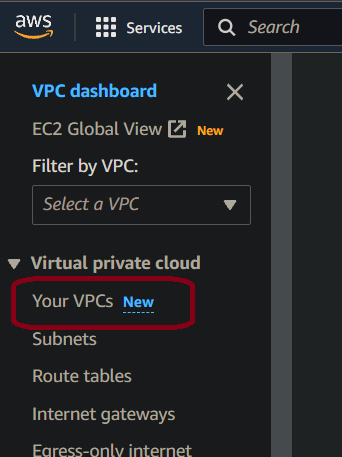 aws
Services
Search
VPC dashboard
EC2 Global View New
Filter by VPC:
Select a VPC
Virtual private cloud
Your VPCs New
Subnets
Route tables
Internet gateways
Egress-only internet